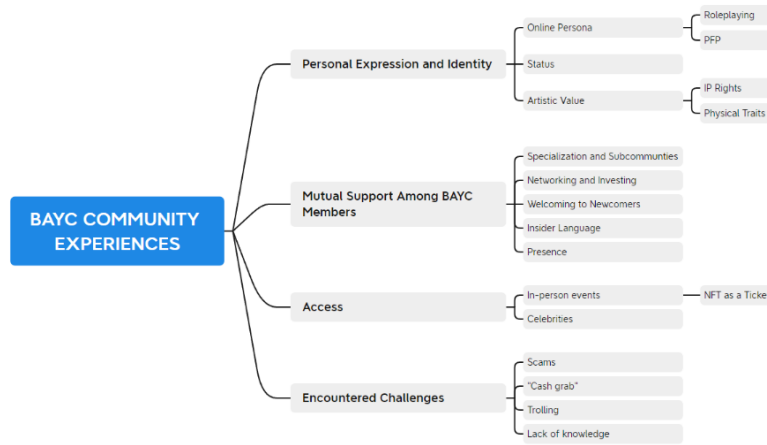 BAYC COMMUNITY
EXPERIENCES
Personal Expression and Identity
Online Persona
Roleplaying
PFP
Status
Artistic Value
IP Rights
Physical Traits
Mutual Support Among BAYC
Members
Specialization and Subcommunties
Networking and Investing
Welcoming to Newcomers
Insider Language
Presence
Access
In-person events
NFT as a Ticke
Celebrities
Encountered Challenges
Scams
"Cash grab"
Trolling
Lack of knowledge